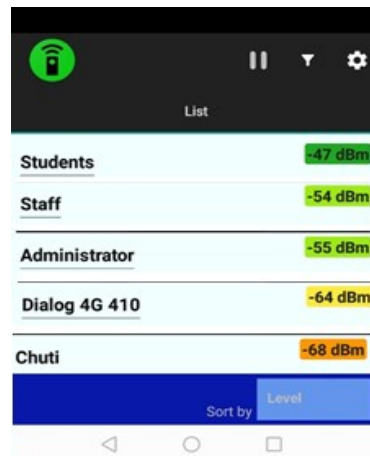 List
Students -47 dBm
Staff -54 dBm
Administrator -55 dBm
Dialog 4G 410 -64 dBm
Chuti -68 dBm
Sort by Level